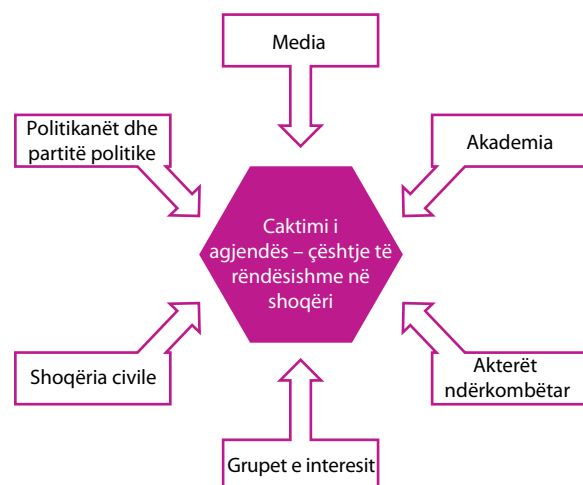 Media
Politikanët dhe
partitë politike
Akademia
Caktimi i
agjendës – çështje të
rëndësishme në
shoqëri
Shoqëria civile
Akterët
ndërkombëtar
Grupet e interesit